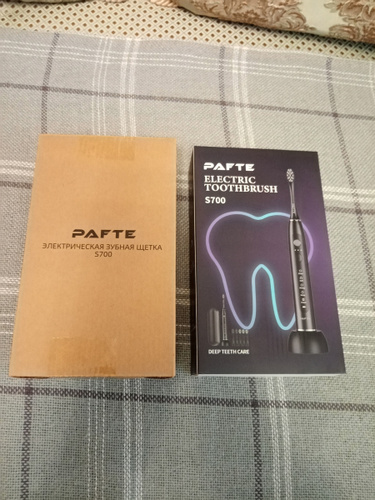 PAFTE
ЭЛЕКТРИЧЕСКАЯ ЗУБНАЯ ЩЕТКА
S700
PAFTE
ELECTRIC
TOOTHBRUSH
S700
DEEP TEETH CARE